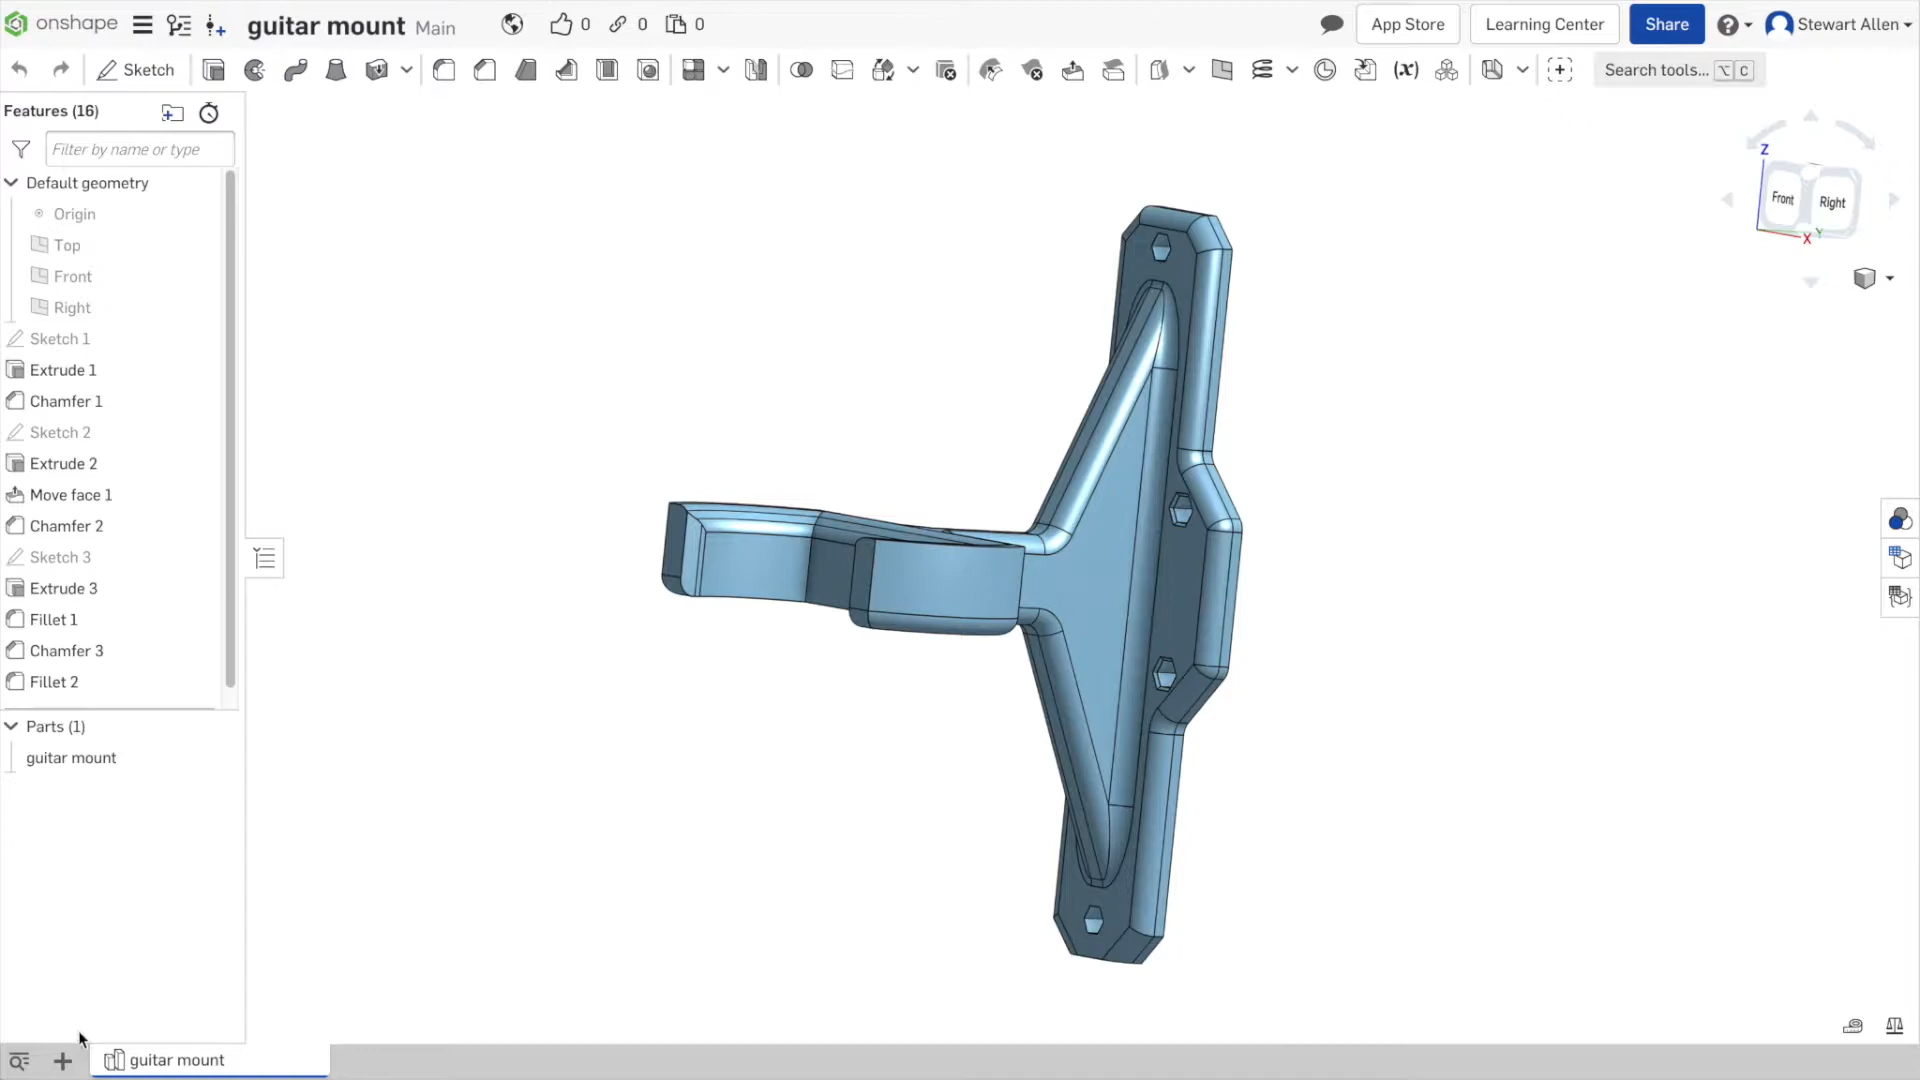 onshape
guitar mount Main
0
0
0
App Store
Learning Center
Share
Stewart Allen
Sketch
(x)
Search tools... ⌥ C
Features (16)
Filter by name or type
Default geometry
Origin
Top
Front
Right
Sketch 1
Extrude 1
Chamfer 1
Sketch 2
Extrude 2
Move face 1
Chamfer 2
Sketch 3
Extrude 3
Fillet 1
Chamfer 3
Fillet 2
Parts (1)
guitar mount
Z
Front
Right
X
Y
guitar mount